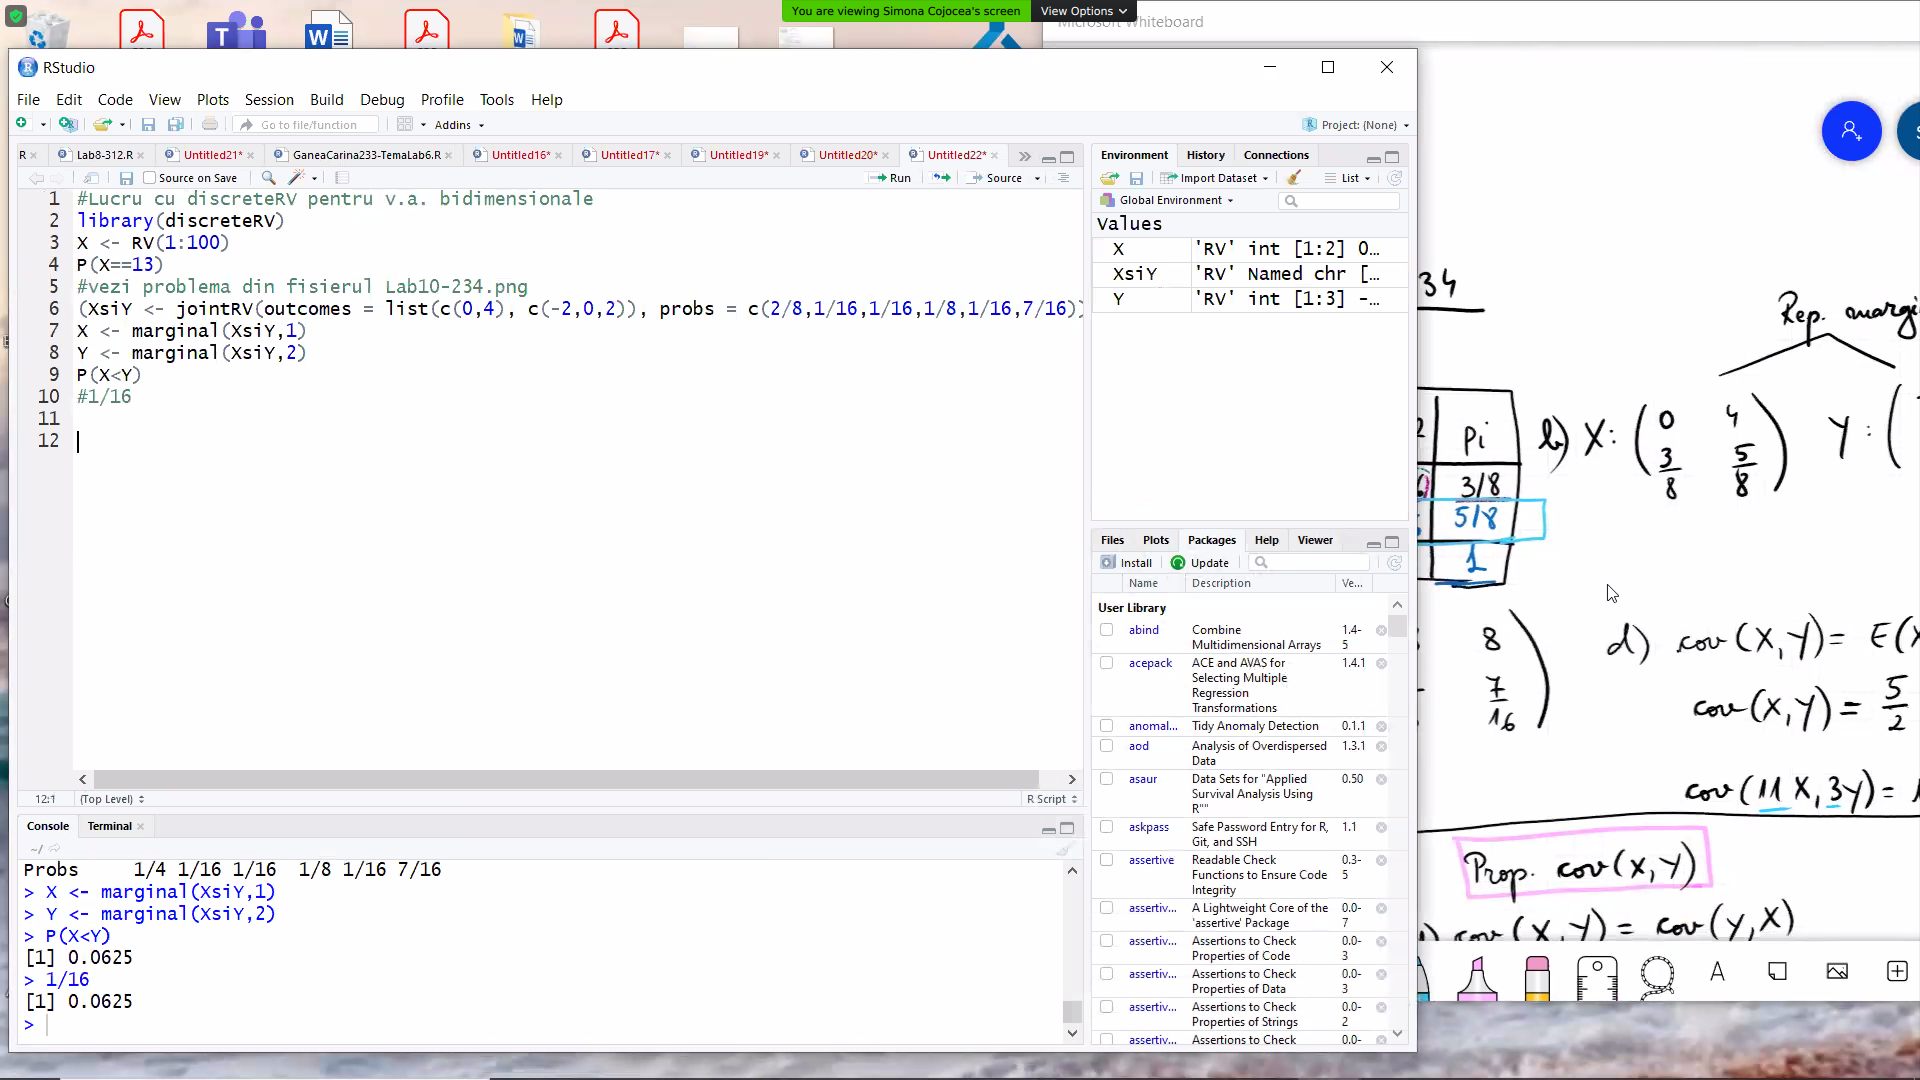 You are viewing Simona Cojocea's screen
View Options
Microsoft Whiteboard
RStudio
File Edit Code View Plots Session Build Debug Profile Tools Help
Go to file/function
Addins
Project: (None)
R
Lab8-312.R
Untitled21*
GaneaCarina233-TemaLab6.R
Untitled16*
Untitled17*
Untitled19*
Untitled20*
Untitled22*
Source on Save
Run
Source
1 #Lucru cu discreteRV pentru v.a. bidimensionale
2 library(discreteRV)
3 X <- RV(1:100)
4 P(X==13)
5 #vezi problema din fisierul Lab10-234.png
6 (XsiY <- jointRV(outcomes = list(c(0,4), c(-2,0,2)), probs = c(2/8,1/16,1/16,1/8,1/16,7/16))
7 X <- marginal(XsiY,1)
8 Y <- marginal(XsiY,2)
9 P(X<Y)
10 #1/16
11
12
12:1 (Top Level) R Script
Console Terminal
~/
Probs 1/4 1/16 1/16 1/8 1/16 7/16
> X <- marginal(XsiY,1)
> Y <- marginal(XsiY,2)
> P(X<Y)
[1] 0.0625
> 1/16
[1] 0.0625
>
Environment History Connections
Import Dataset List
Global Environment
Values
X 'RV' int [1:2] 0…
XsiY 'RV' Named chr […
Y 'RV' int [1:3] -…
Files Plots Packages Help Viewer
Install Update
Name Description Ve...
User Library
abind Combine Multidimensional Arrays 1.4-5
acepack ACE and AVAS for Selecting Multiple Regression Transformations 1.4.1
anomal... Tidy Anomaly Detection 0.1.1
aod Analysis of Overdispersed Data 1.3.1
asaur Data Sets for "Applied Survival Analysis Using R"" 0.50
askpass Safe Password Entry for R, Git, and SSH 1.1
assertive Readable Check Functions to Ensure Code Integrity 0.3-5
assertiv... A Lightweight Core of the 'assertive' Package 0.0-7
assertiv... Assertions to Check Properties of Code 0.0-3
assertiv... Assertions to Check Properties of Data 0.0-3
assertiv... Assertions to Check Properties of Strings 0.0-2
assertiv... Assertions to Check
34
Rep. margi
pi
3/8
5/8
1
b) X: ( 0 4
3/8 5/8 ) Y: (
8
7/16 )
d) cov(X,Y)= E(X
cov(X,Y) = 5/2
cov(11X,3Y)=
Prop. cov(X,Y)
cov(X,Y) = cov(Y,X)